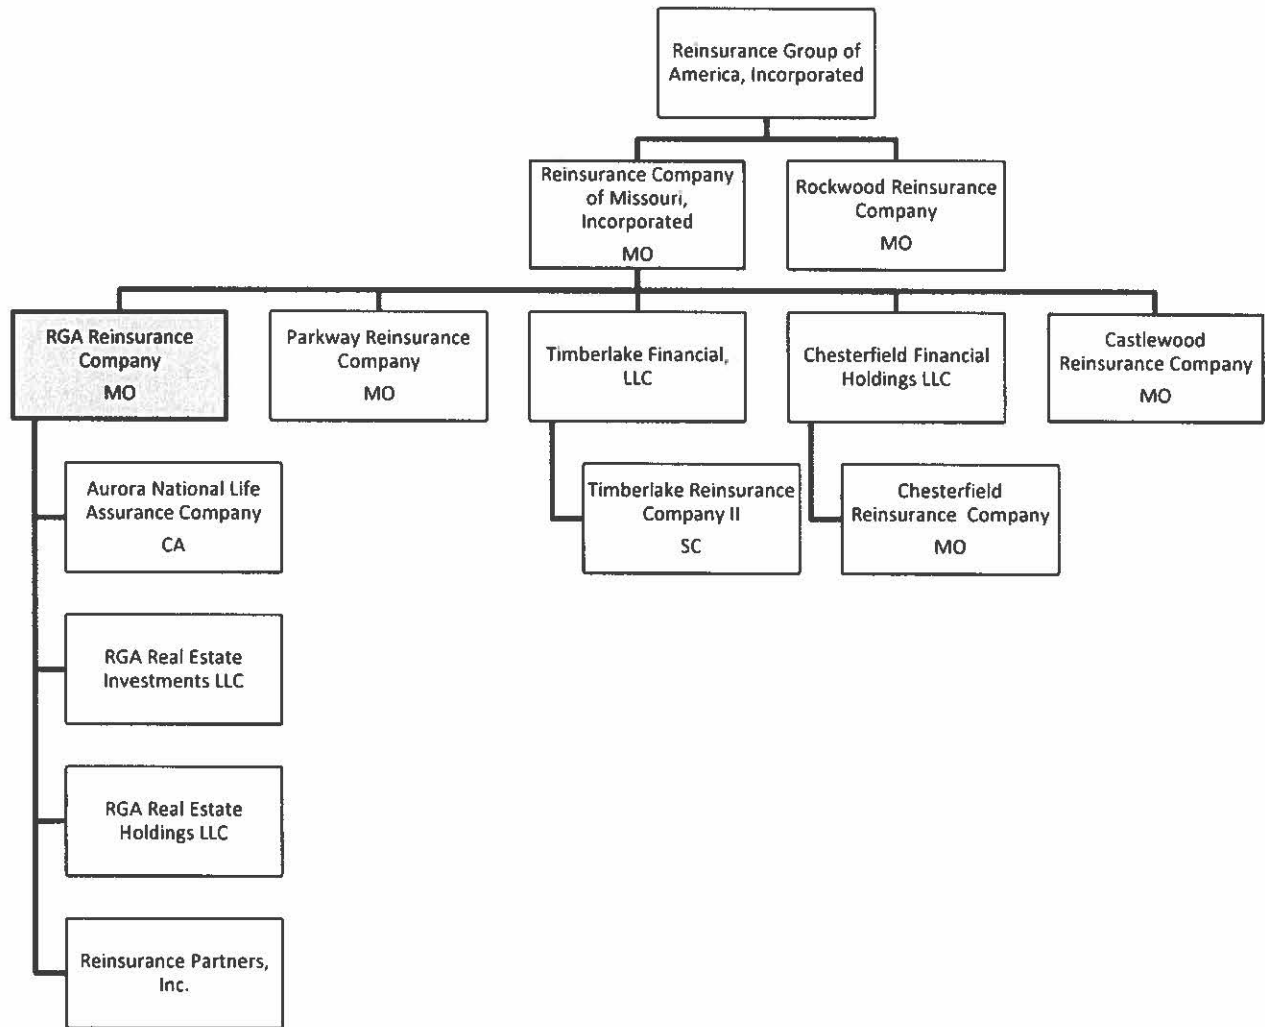 Reinsurance Group of
America, Incorporated
Reinsurance Company
of Missouri,
Incorporated
MO
Rockwood Reinsurance
Company
MO
RGA Reinsurance
Company
MO
Parkway Reinsurance
Company
MO
Timberlake Financial,
LLC
Chesterfield Financial
Holdings LLC
Castlewood
Reinsurance Company
MO
Aurora National Life
Assurance Company
CA
Timberlake Reinsurance
Company II
SC
Chesterfield
Reinsurance Company
MO
RGA Real Estate
Investments LLC
RGA Real Estate
Holdings LLC
Reinsurance Partners,
Inc.